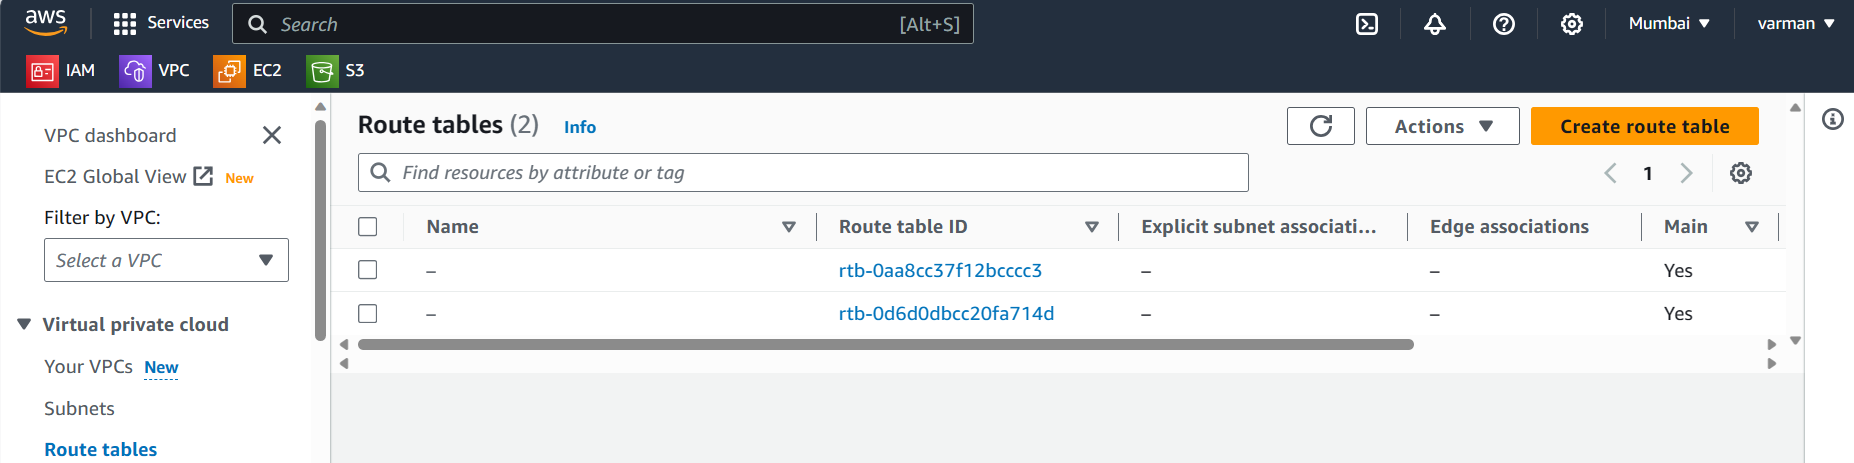 aws Services Search [Alt+S] Mumbai varman
IAM VPC EC2 S3
VPC dashboard
EC2 Global View New
Filter by VPC:
Select a VPC
Virtual private cloud
Your VPCs New
Subnets
Route tables
Route tables (2) Info Actions Create route table
Find resources by attribute or tag 1
Name Route table ID Explicit subnet associati... Edge associations Main
– rtb-0aa8cc37f12bcccc3 – – Yes
– rtb-0d6d0dbcc20fa714d – – Yes